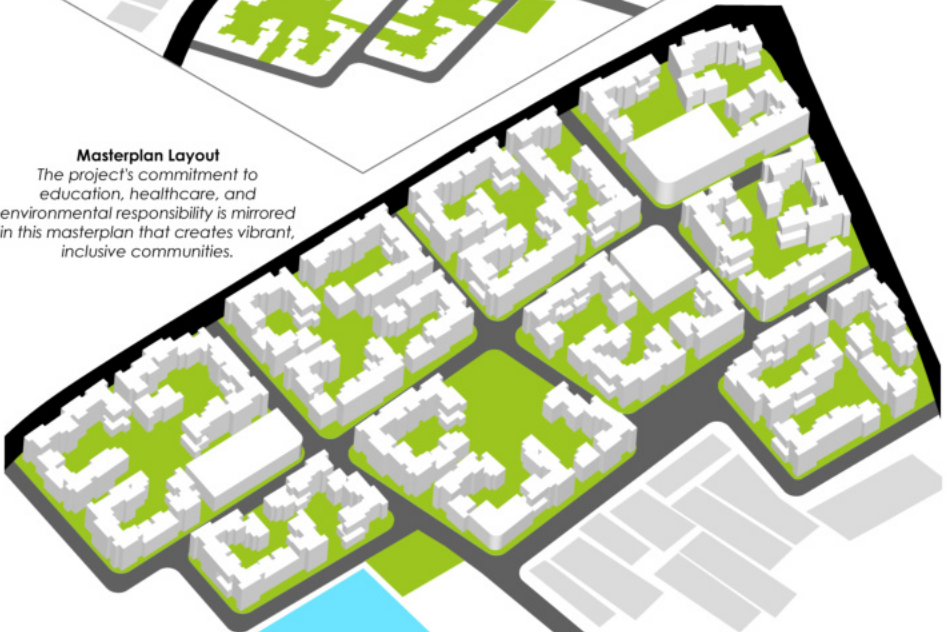 Masterplan Layout
The project's commitment to
education, healthcare, and
environmental responsibility is mirrored
in this masterplan that creates vibrant,
inclusive communities.